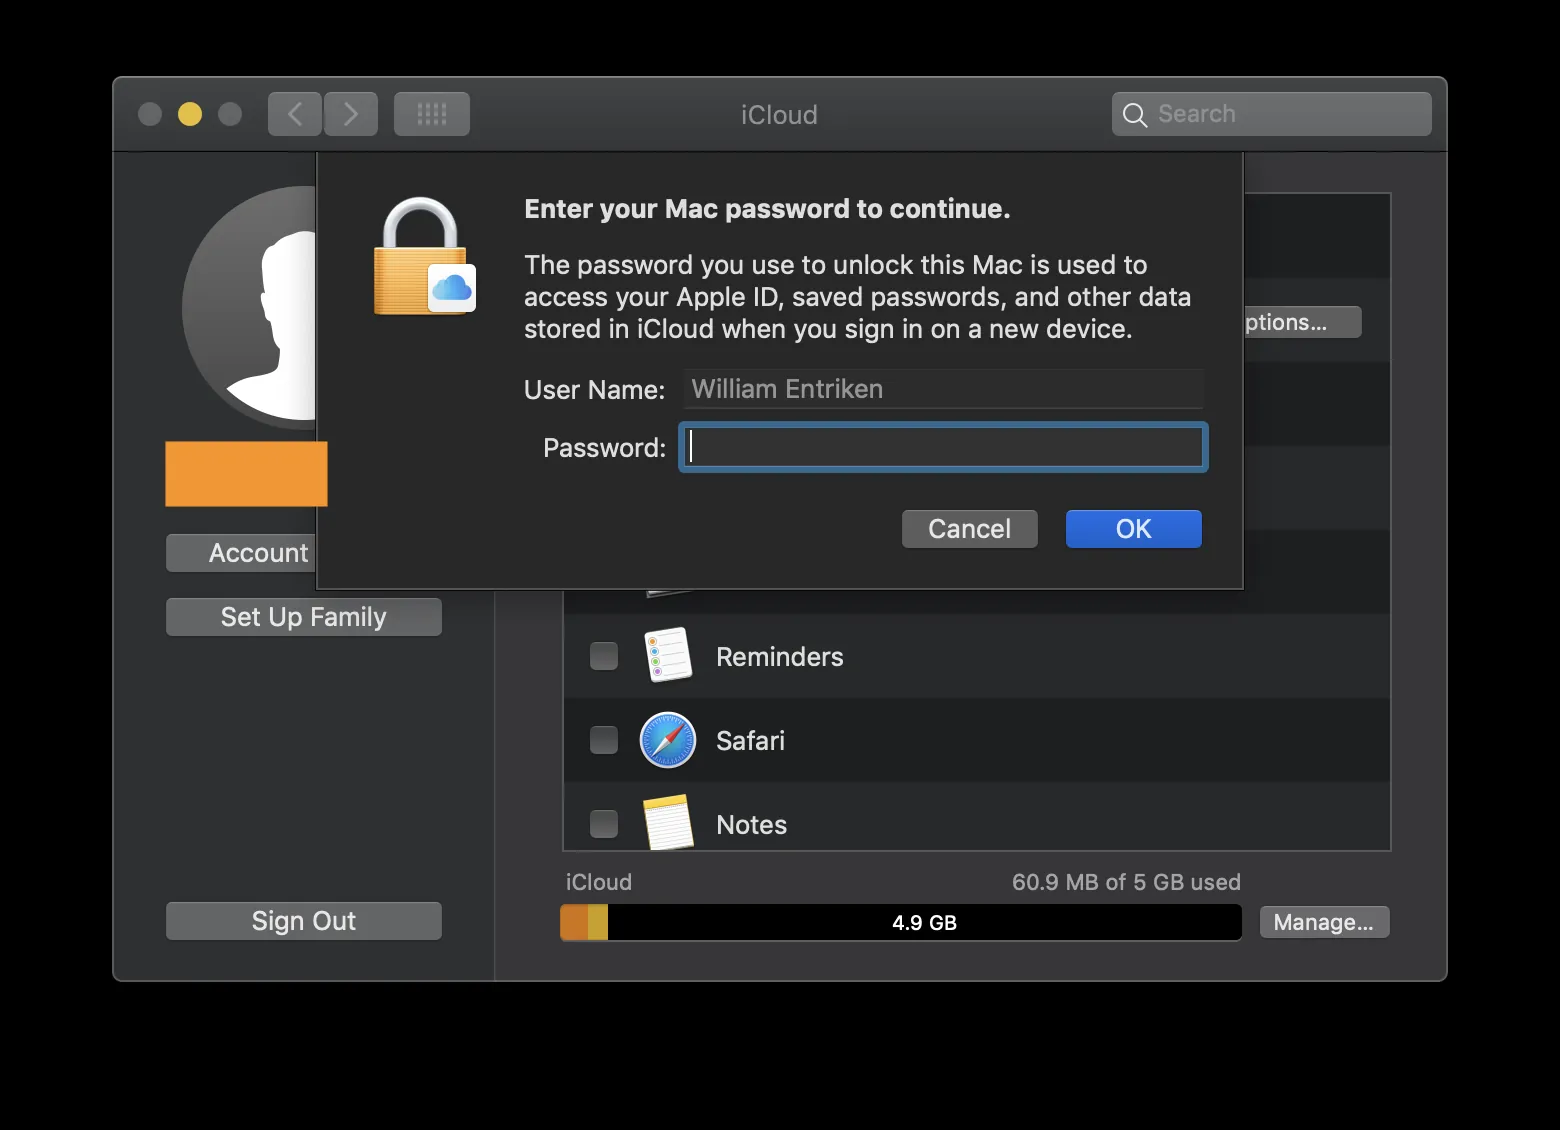 iCloud
Search
Enter your Mac password to continue.
The password you use to unlock this Mac is used to
access your Apple ID, saved passwords, and other data
stored in iCloud when you sign in on a new device.
ptions...
User Name: William Entriken
Password:
Cancel
OK
Account
Set Up Family
Reminders
Safari
Notes
iCloud
60.9 MB of 5 GB used
4.9 GB
Manage...
Sign Out